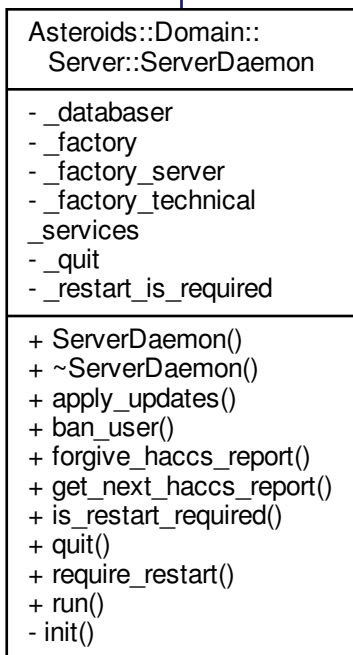 Asteroids::Domain::
Server::ServerDaemon
- _databaser
- _factory
- _factory_server
- _factory_technical
_services
- _quit
- _restart_is_required
+ ServerDaemon()
+ ~ServerDaemon()
+ apply_updates()
+ ban_user()
+ forgive_haccs_report()
+ get_next_haccs_report()
+ is_restart_required()
+ quit()
+ require_restart()
+ run()
- init()